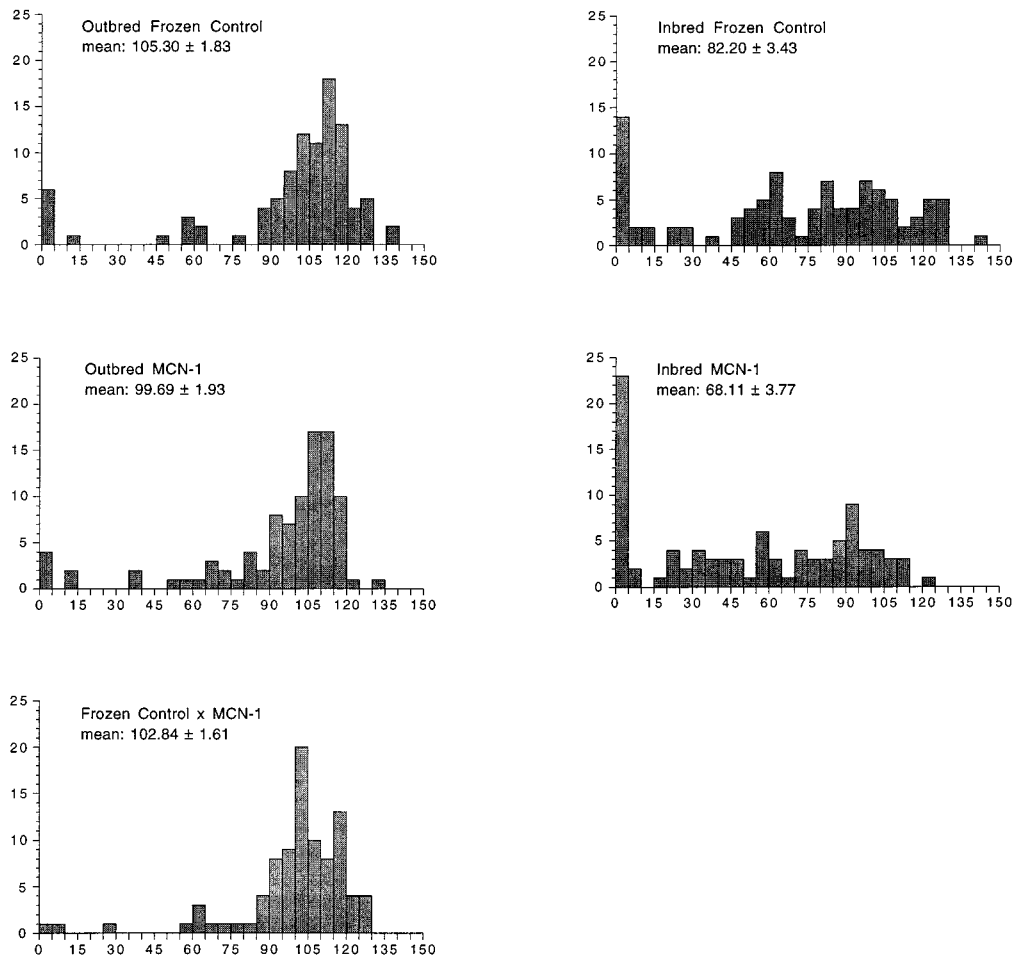 Outbred Frozen Control
mean: 105.30 ± 1.83
25
20
15
10
5
0
0 15 30 45 60 75 90 105 120 135 150
Inbred Frozen Control
mean: 82.20 ± 3.43
25
20
15
10
5
0
0 15 30 45 60 75 90 105 120 135 150
Outbred MCN-1
mean: 99.69 ± 1.93
25
20
15
10
5
0
0 15 30 45 60 75 90 105 120 135 150
Inbred MCN-1
mean: 68.11 ± 3.77
25
20
15
10
5
0
0 15 30 45 60 75 90 105 120 135 150
Frozen Control x MCN-1
mean: 102.84 ± 1.61
25
20
15
10
5
0
0 15 30 45 60 75 90 105 120 135 150